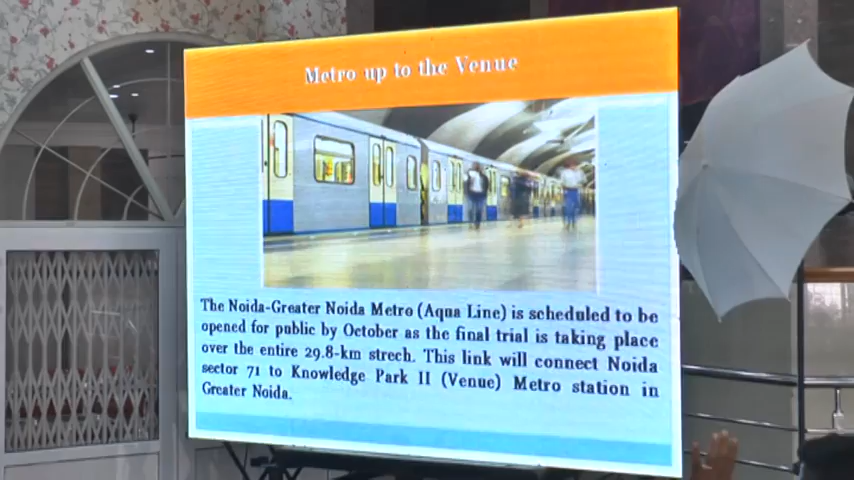 Metro up to the Venue
The Noida-Greater Noida Metro (Aqua Line) is scheduled to be
opened for public by October as the final trial is taking place
over the entire 29.8-km strech. This link will connect Noida
sector 71 to Knowledge Park II (Venue) Metro station in
Greater Noida.